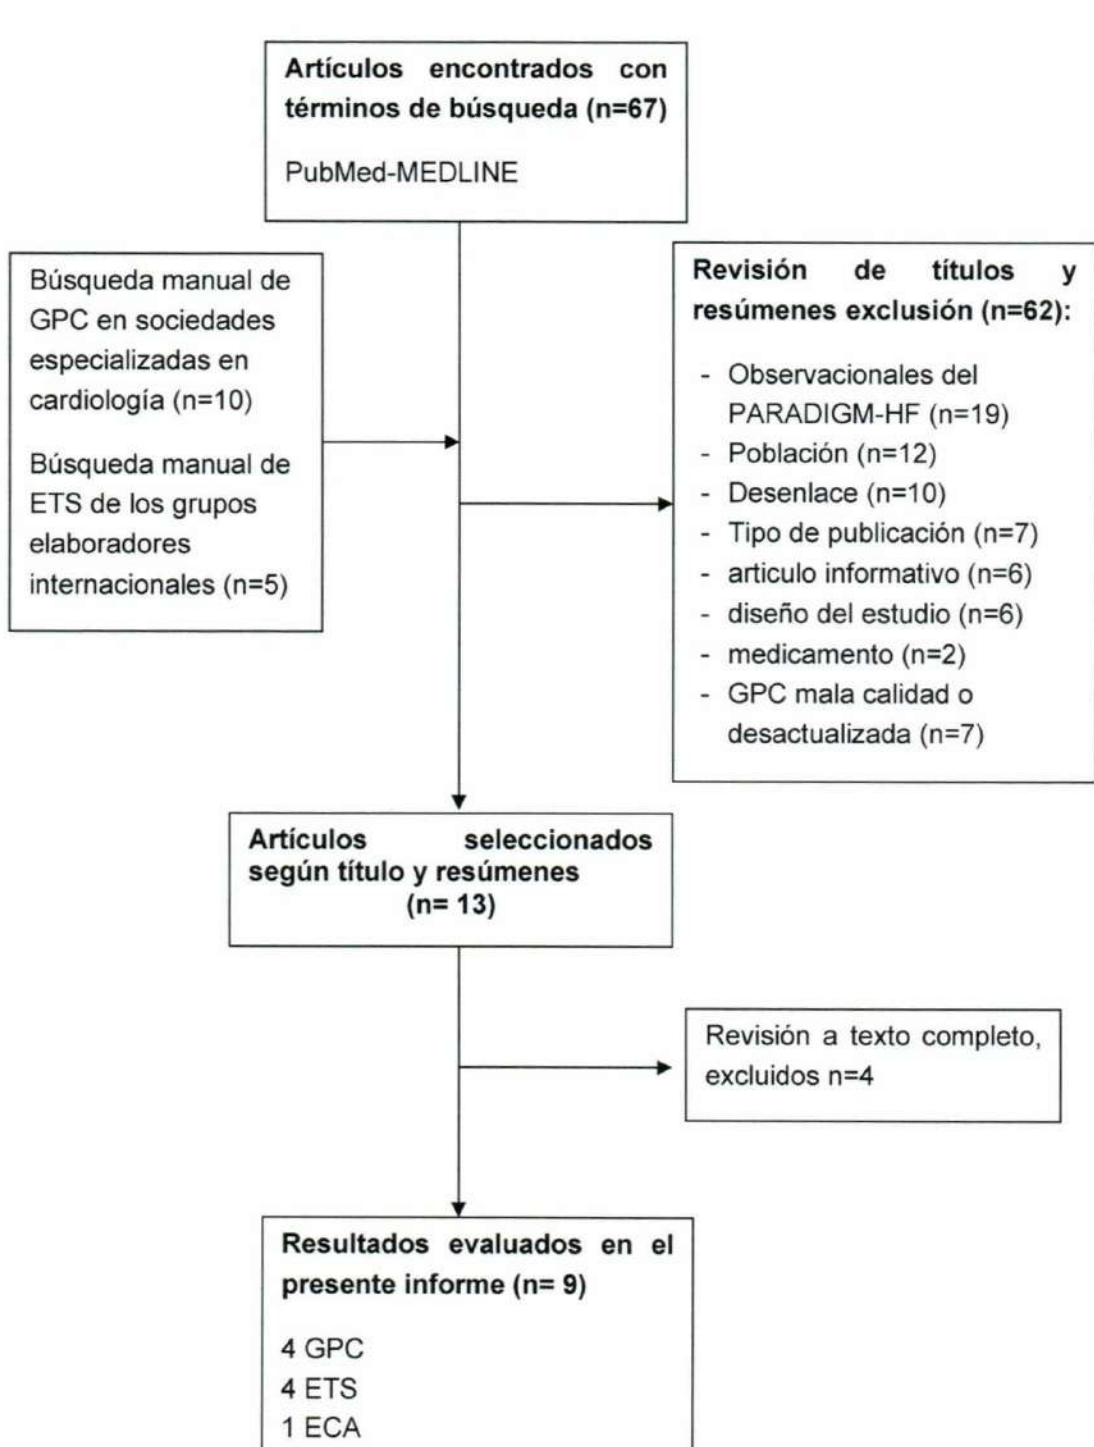 Artículos encontrados con
términos de búsqueda (n=67)
PubMed-MEDLINE
Búsqueda manual de
GPC en sociedades
especializadas en
cardiología (n=10)
Búsqueda manual de
ETS de los grupos
elaboradores
internacionales (n=5)
Revisión de títulos y
resúmenes exclusión (n=62):
- Observacionales del
PARADIGM-HF (n=19)
- Población (n=12)
- Desenlace (n=10)
- Tipo de publicación (n=7)
- articulo informativo (n=6)
- diseño del estudio (n=6)
- medicamento (n=2)
- GPC mala calidad o
desactualizada (n=7)
Artículos seleccionados
según título y resúmenes
(n= 13)
Revisión a texto completo,
excluidos n=4
Resultados evaluados en el
presente informe (n= 9)
4 GPC
4 ETS
1 ECA